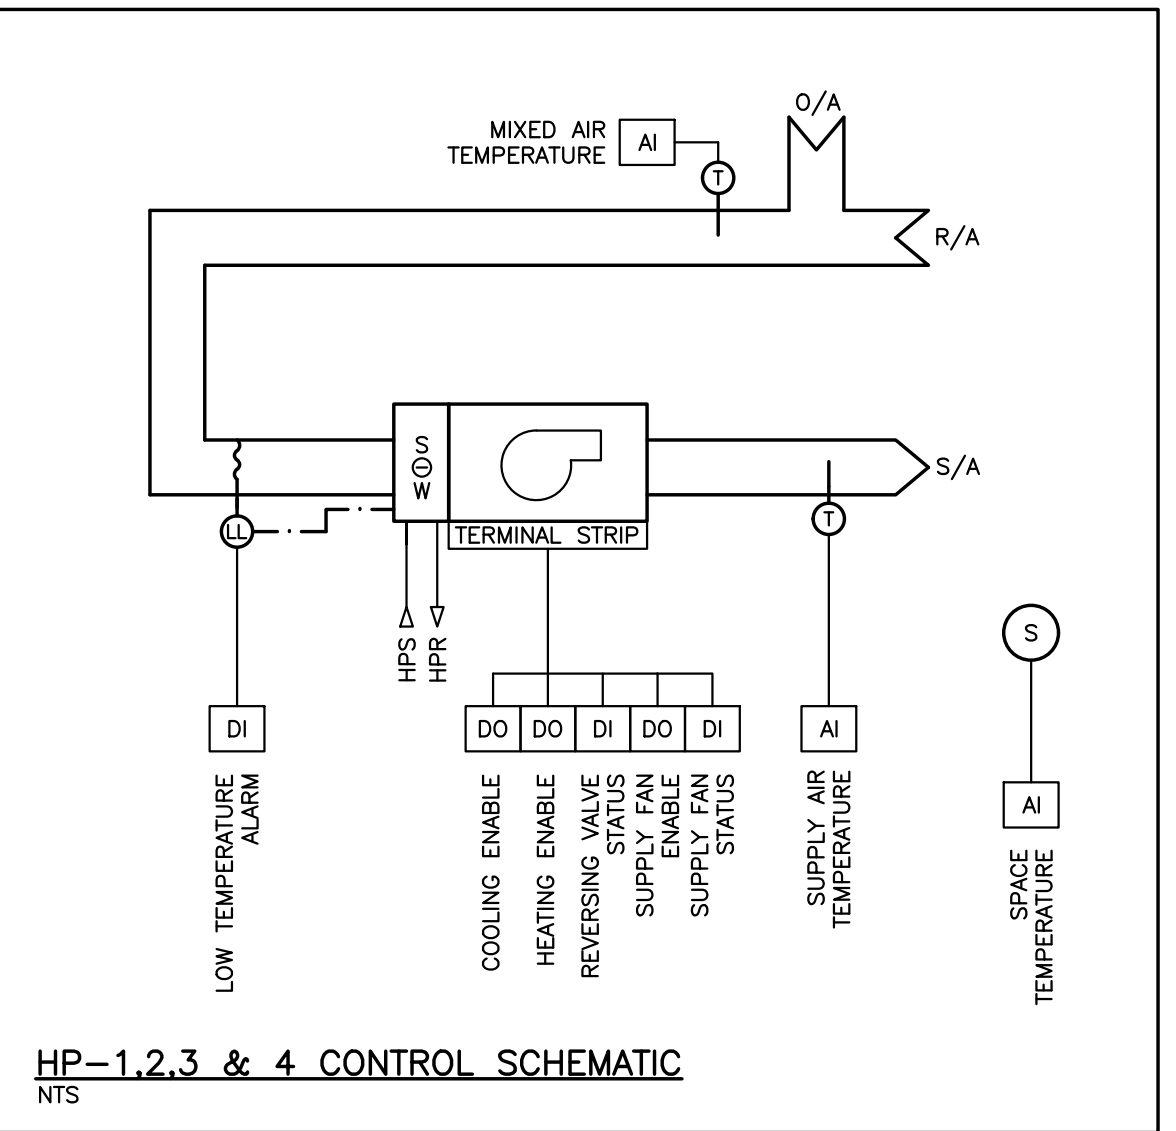 O/A
MIXED AIR
TEMPERATURE
AI
T
R/A
S
W
S/A
LL
T
TERMINAL STRIP
HPS
HPR
S
DI
DO
DO
DI
DO
DI
AI
AI
LOW TEMPERATURE
ALARM
COOLING ENABLE
HEATING ENABLE
REVERSING VALVE
STATUS
SUPPLY FAN
ENABLE
SUPPLY FAN
STATUS
SUPPLY AIR
TEMPERATURE
SPACE
TEMPERATURE
HP-1,2,3 & 4 CONTROL SCHEMATIC
NTS